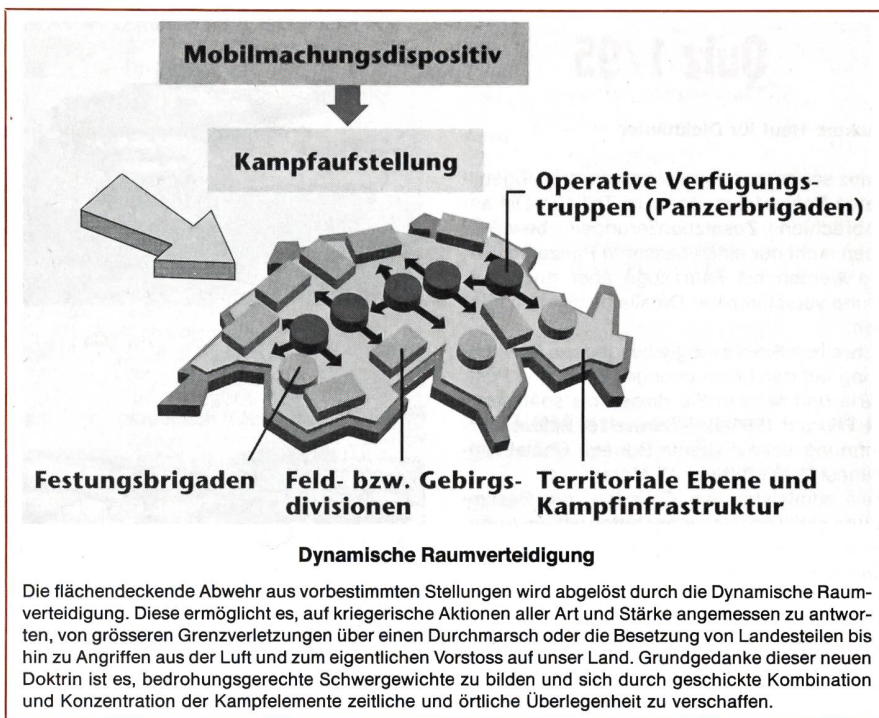 Mobilmachungsdispositiv
Kampfaufstellung
Operative Verfügungs-
truppen (Panzerbrigaden)
Festungsbrigaden
Feld- bzw. Gebirgs-
divisionen
Territoriale Ebene und
Kampfinfrastruktur
Dynamische Raumverteidigung
Die flächendeckende Abwehr aus vorbestimmten Stellungen wird abgelöst durch die Dynamische Raum-
verteidigung. Diese ermöglicht es, auf kriegerische Aktionen aller Art und Stärke angemessen zu antwor-
ten, von grösseren Grenzverletzungen über einen Durchmarsch oder die Besetzung von Landesteilen bis
hin zu Angriffen aus der Luft und zum eigentlichen Vorstoss auf unser Land. Grundgedanke dieser neuen
Doktrin ist es, bedrohungsgerechte Schwergewichte zu bilden und sich durch geschickte Kombination
und Konzentration der Kampfelemente zeitliche und örtliche Überlegenheit zu verschaffen.